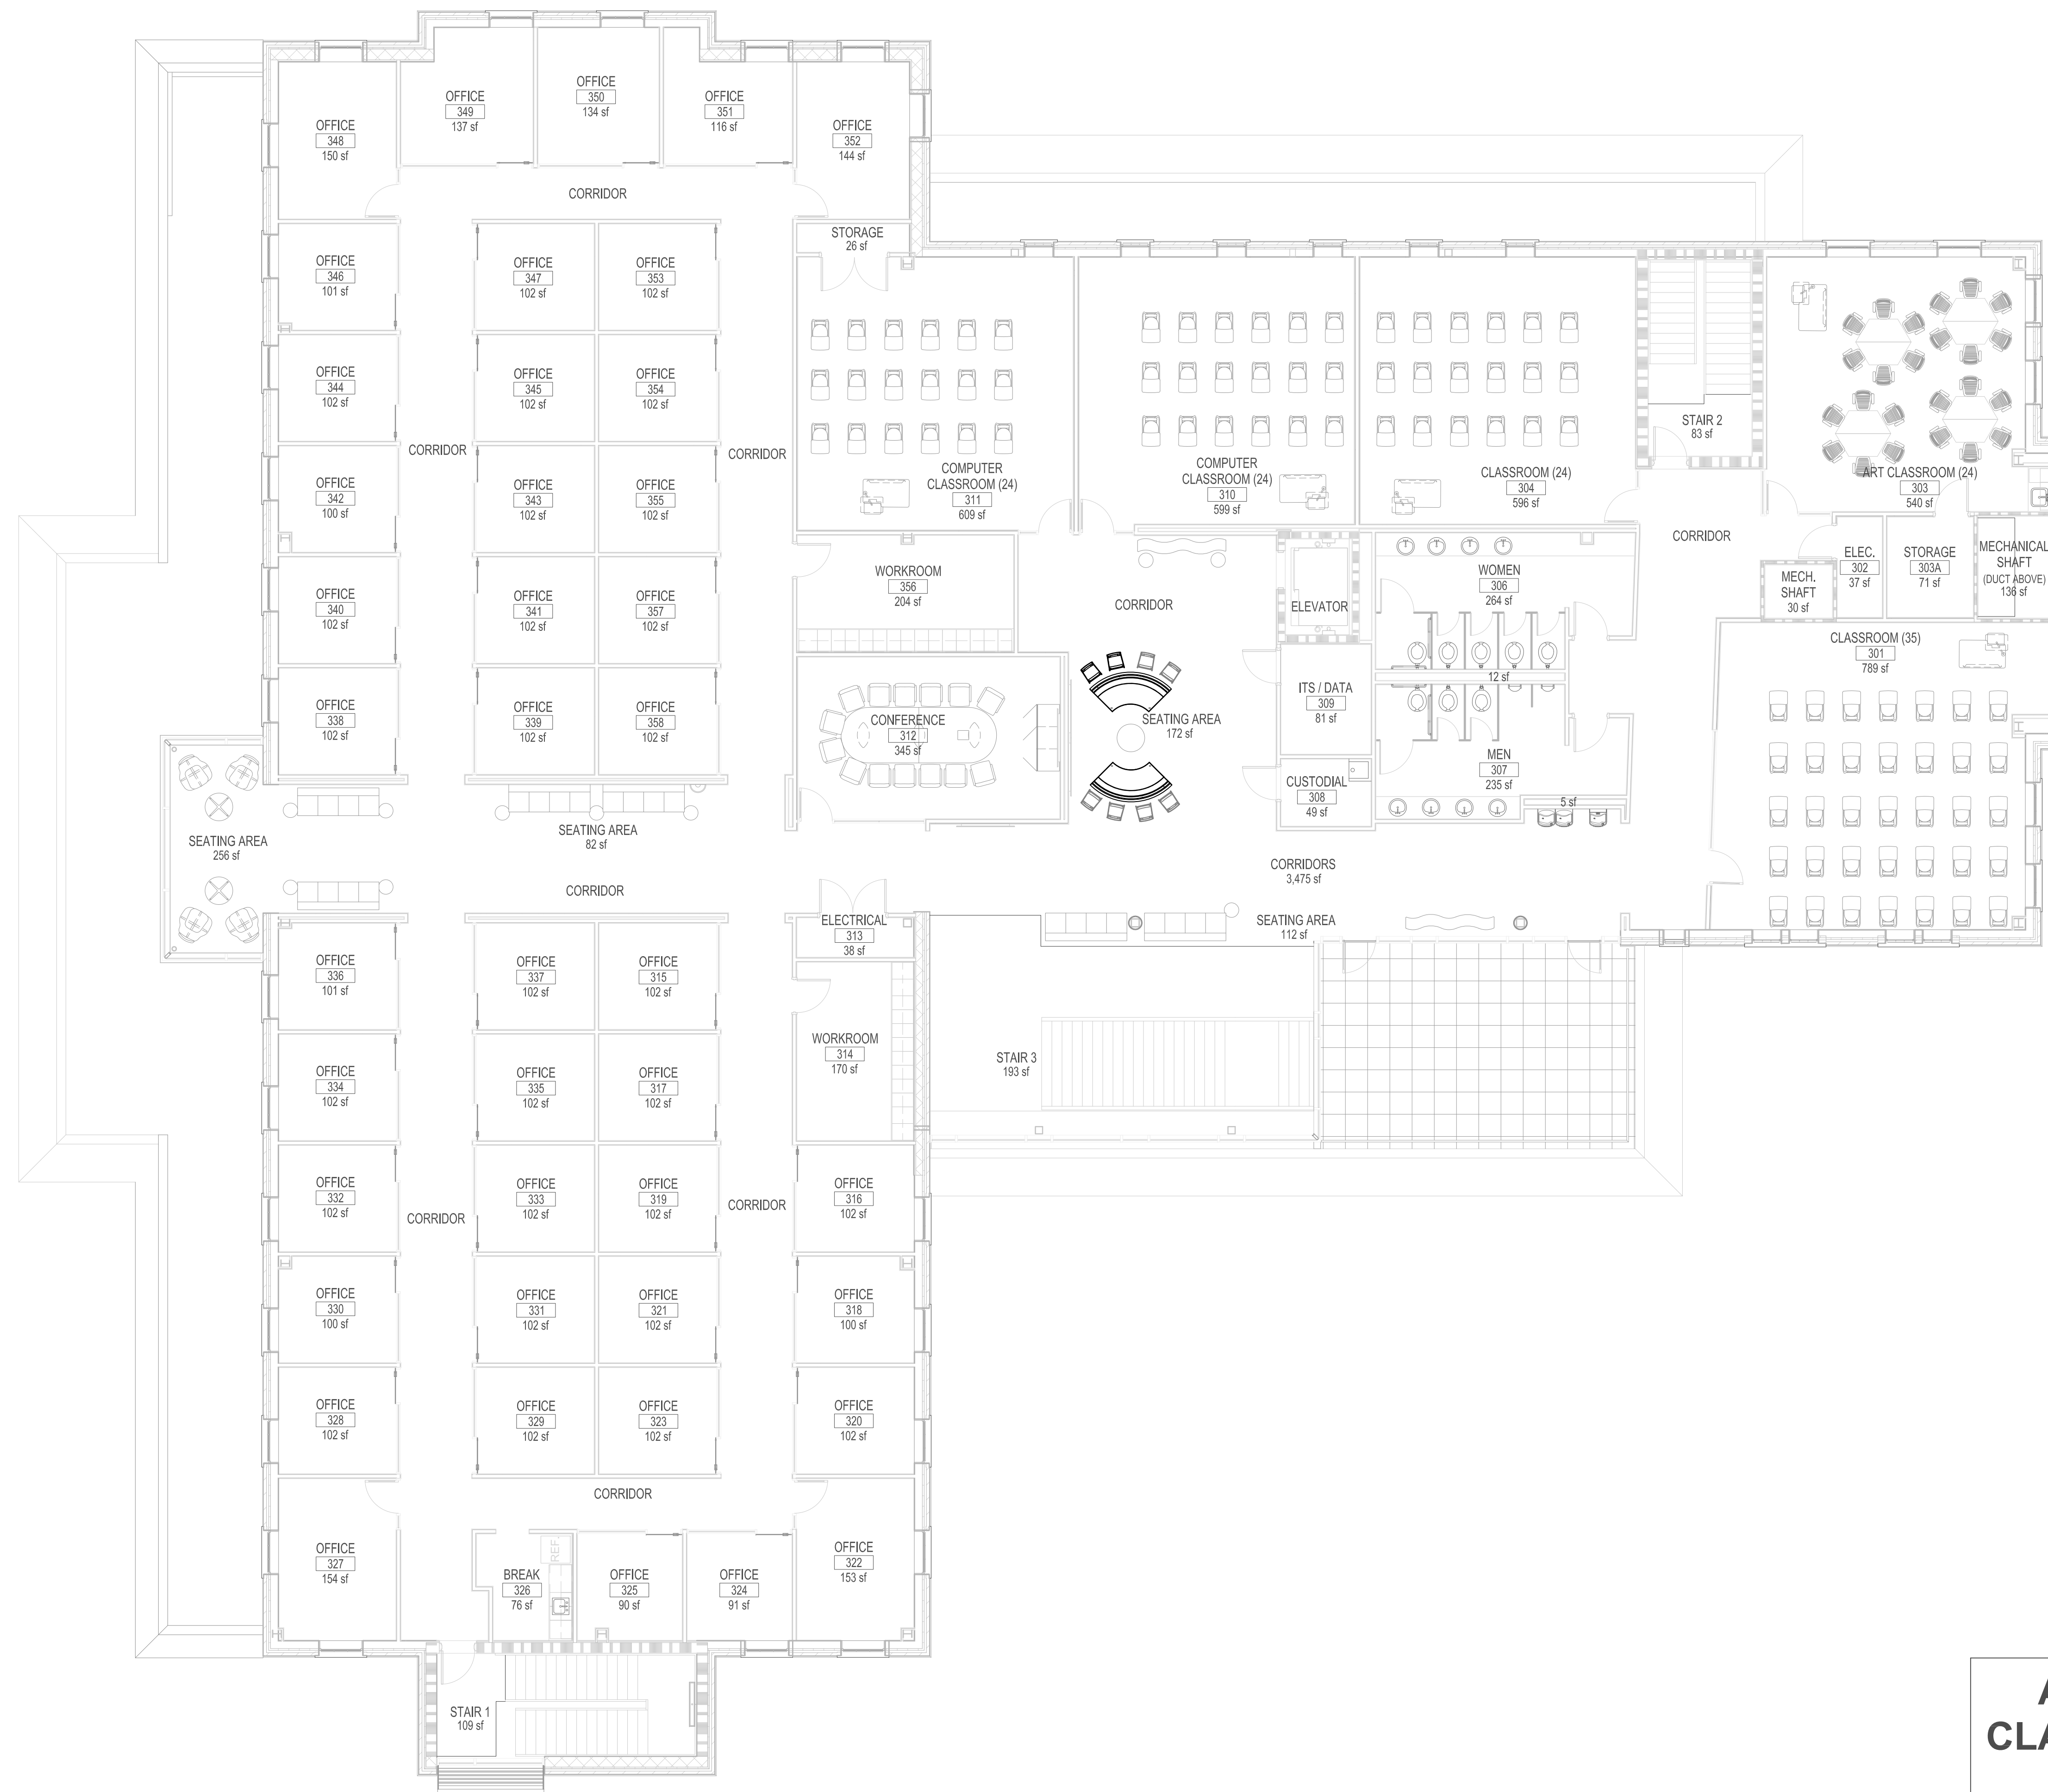 OFFICE
349
137 sf
OFFICE
350
134 sf
OFFICE
351
116 sf
OFFICE
348
150 sf
OFFICE
352
144 sf
CORRIDOR
STORAGE
26 sf
OFFICE
346
101 sf
OFFICE
347
102 sf
OFFICE
353
102 sf
OFFICE
344
102 sf
OFFICE
345
102 sf
OFFICE
354
102 sf
CORRIDOR
CORRIDOR
OFFICE
342
100 sf
OFFICE
343
102 sf
OFFICE
355
102 sf
COMPUTER
CLASSROOM (24)
311
609 sf
COMPUTER
CLASSROOM (24)
310
599 sf
CLASSROOM (24)
304
596 sf
STAIR 2
83 sf
ART CLASSROOM (24)
303
540 sf
CORRIDOR
ELEC.
302
37 sf
STORAGE
303A
71 sf
MECHANICAL
SHAFT
(DUCT ABOVE)
136 sf
MECH.
SHAFT
30 sf
OFFICE
340
102 sf
OFFICE
341
102 sf
OFFICE
357
102 sf
WORKROOM
356
204 sf
CORRIDOR
ELEVATOR
WOMEN
306
264 sf
12 sf
CLASSROOM (35)
301
789 sf
OFFICE
338
102 sf
OFFICE
339
102 sf
OFFICE
358
102 sf
CONFERENCE
312
345 sf
SEATING AREA
172 sf
ITS / DATA
309
81 sf
MEN
307
235 sf
CUSTODIAL
308
49 sf
5 sf
SEATING AREA
256 sf
SEATING AREA
82 sf
CORRIDOR
CORRIDORS
3,475 sf
SEATING AREA
112 sf
ELECTRICAL
313
38 sf
OFFICE
336
101 sf
OFFICE
337
102 sf
OFFICE
315
102 sf
OFFICE
334
102 sf
OFFICE
335
102 sf
OFFICE
317
102 sf
WORKROOM
314
170 sf
STAIR 3
193 sf
OFFICE
332
102 sf
CORRIDOR
OFFICE
333
102 sf
OFFICE
319
102 sf
CORRIDOR
OFFICE
316
102 sf
OFFICE
330
100 sf
OFFICE
331
102 sf
OFFICE
321
102 sf
OFFICE
318
100 sf
OFFICE
328
102 sf
OFFICE
329
102 sf
OFFICE
323
102 sf
OFFICE
320
102 sf
CORRIDOR
OFFICE
327
154 sf
REF.
BREAK
326
76 sf
OFFICE
325
90 sf
OFFICE
324
91 sf
OFFICE
322
153 sf
STAIR 1
109 sf